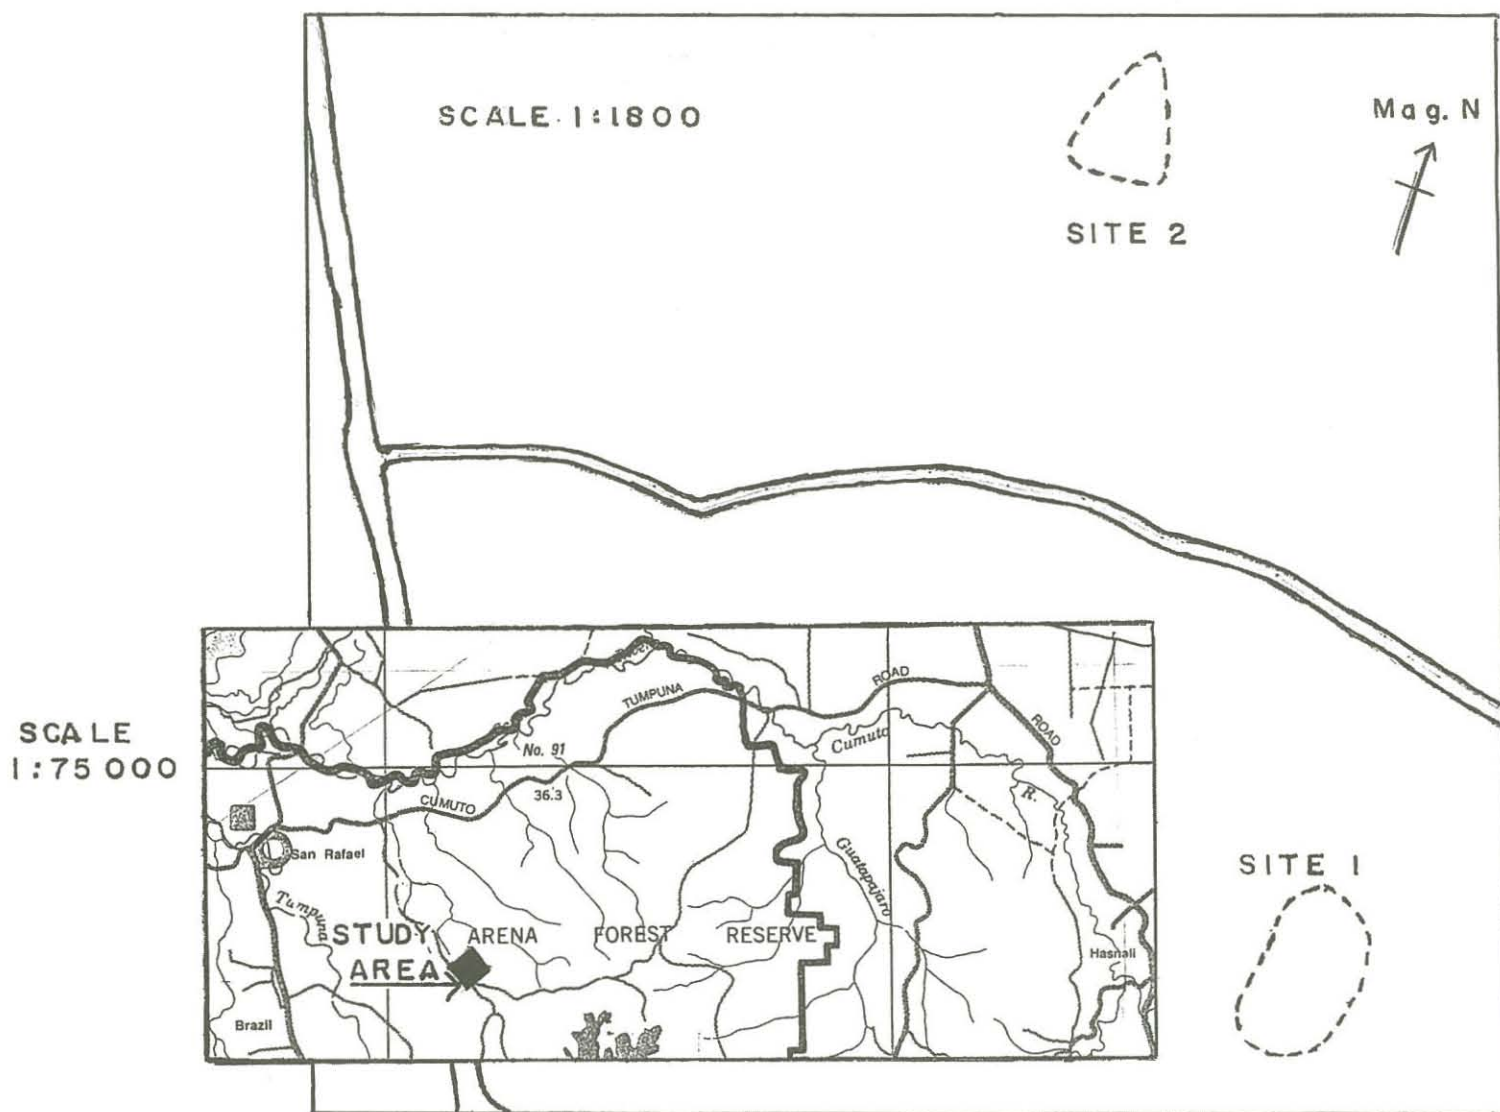 SCALE 1:1800
Mag. N
SITE 2
ROAD
TUMPUNA
ROAD
Cumuto
No. 91
SCALE
1:75 000
R.
36.3
CUMUTO
San Rafael
Guatapajaro
SITE 1
Tumpuna
STUDY
AREA
ARENA FOREST RESERVE
Hasnali
Brazil